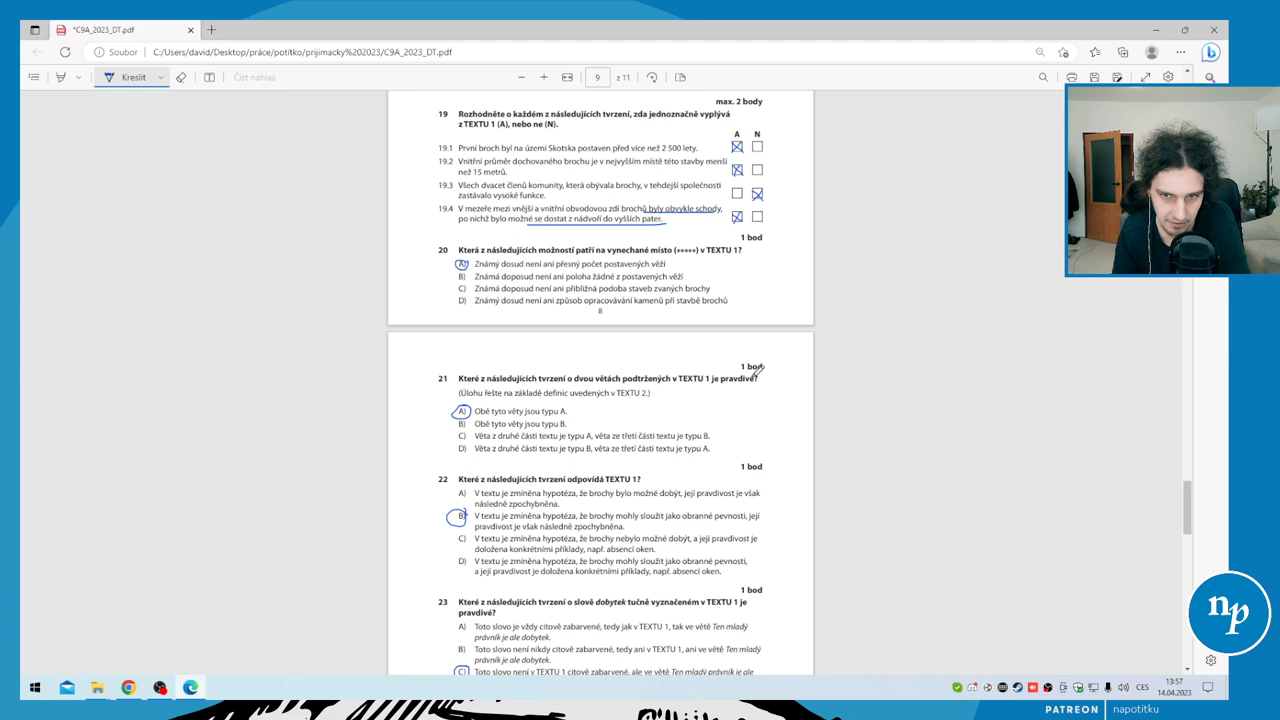 *C9A_2023_DT.pdf
Soubor
C:/Users/david/Desktop/práce/potítko/prijimacky%202023/C9A_2023_DT.pdf
Kreslit
Číst nahlas
9
z 11
max. 2 body
19 Rozhodněte o každém z následujících tvrzení, zda jednoznačně vyplývá
z TEXTU 1 (A), nebo ne (N).
A N
19.1 První broch byl na území Skotska postaven před více než 2 500 lety.
19.2 Vnitřní průměr dochovaného brochu je v nejvyšším místě této stavby menší
než 15 metrů.
19.3 Všech dvacet členů komunity, která obývala brochy, v tehdejší společnosti
zastávalo vysoké funkce.
19.4 V mezeře mezi vnější a vnitřní obvodovou zdí brochů byly obvykle schody,
po nichž bylo možné se dostat z nádvoří do vyšších pater.
1 bod
20 Která z následujících možností patří na vynechané místo (*****) v TEXTU 1?
A) Známý dosud není ani přesný počet postavených věží
B) Známá doposud není ani poloha žádné z postavených věží
C) Známá doposud není ani přibližná podoba staveb zvaných brochy
D) Známý dosud není ani způsob opracovávání kamenů při stavbě brochů
8
1 bod
21 Které z následujících tvrzení o dvou větách podtržených v TEXTU 1 je pravdivé?
(Úlohu řešte na základě definic uvedených v TEXTU 2.)
A) Obě tyto věty jsou typu A.
B) Obě tyto věty jsou typu B.
C) Věta z druhé části textu je typu A, věta ze třetí části textu je typu B.
D) Věta z druhé části textu je typu B, věta ze třetí části textu je typu A.
1 bod
22 Které z následujících tvrzení odpovídá TEXTU 1?
A) V textu je zmíněna hypotéza, že brochy bylo možné dobýt, její pravdivost je však
následně zpochybněna.
B) V textu je zmíněna hypotéza, že brochy mohly sloužit jako obranné pevnosti, její
pravdivost je však následně zpochybněna.
C) V textu je zmíněna hypotéza, že brochy nebylo možné dobýt, a její pravdivost je
doložena konkrétními příklady, např. absencí oken.
D) V textu je zmíněna hypotéza, že brochy mohly sloužit jako obranné pevnosti,
a její pravdivost je doložena konkrétními příklady, např. absencí oken.
1 bod
23 Které z následujících tvrzení o slově dobytek tučně vyznačeném v TEXTU 1 je
pravdivé?
A) Toto slovo je vždy citově zabarvené, tedy jak v TEXTU 1, tak ve větě Ten mladý
právník je ale dobytek.
B) Toto slovo není nikdy citově zabarvené, tedy ani v TEXTU 1, ani ve větě Ten mladý
právník je ale dobytek.
C) Toto slovo není v TEXTU 1 citově zabarvené, ale ve větě Ten mladý právník je ale
np
CES
13:57
14.04.2023
PATREON
napotitku